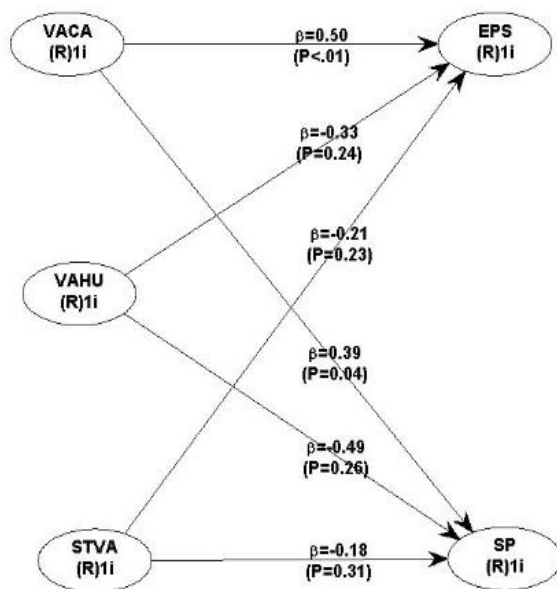 VACA
(R)1i
EPS
(R)1i
β=0.50
(P<.01)
β=-0.33
(P=0.24)
β=-0.21
(P=0.23)
VAHU
(R)1i
β=0.39
(P=0.04)
β=-0.49
(P=0.26)
STVA
(R)1i
β=-0.18
(P=0.31)
SP
(R)1i